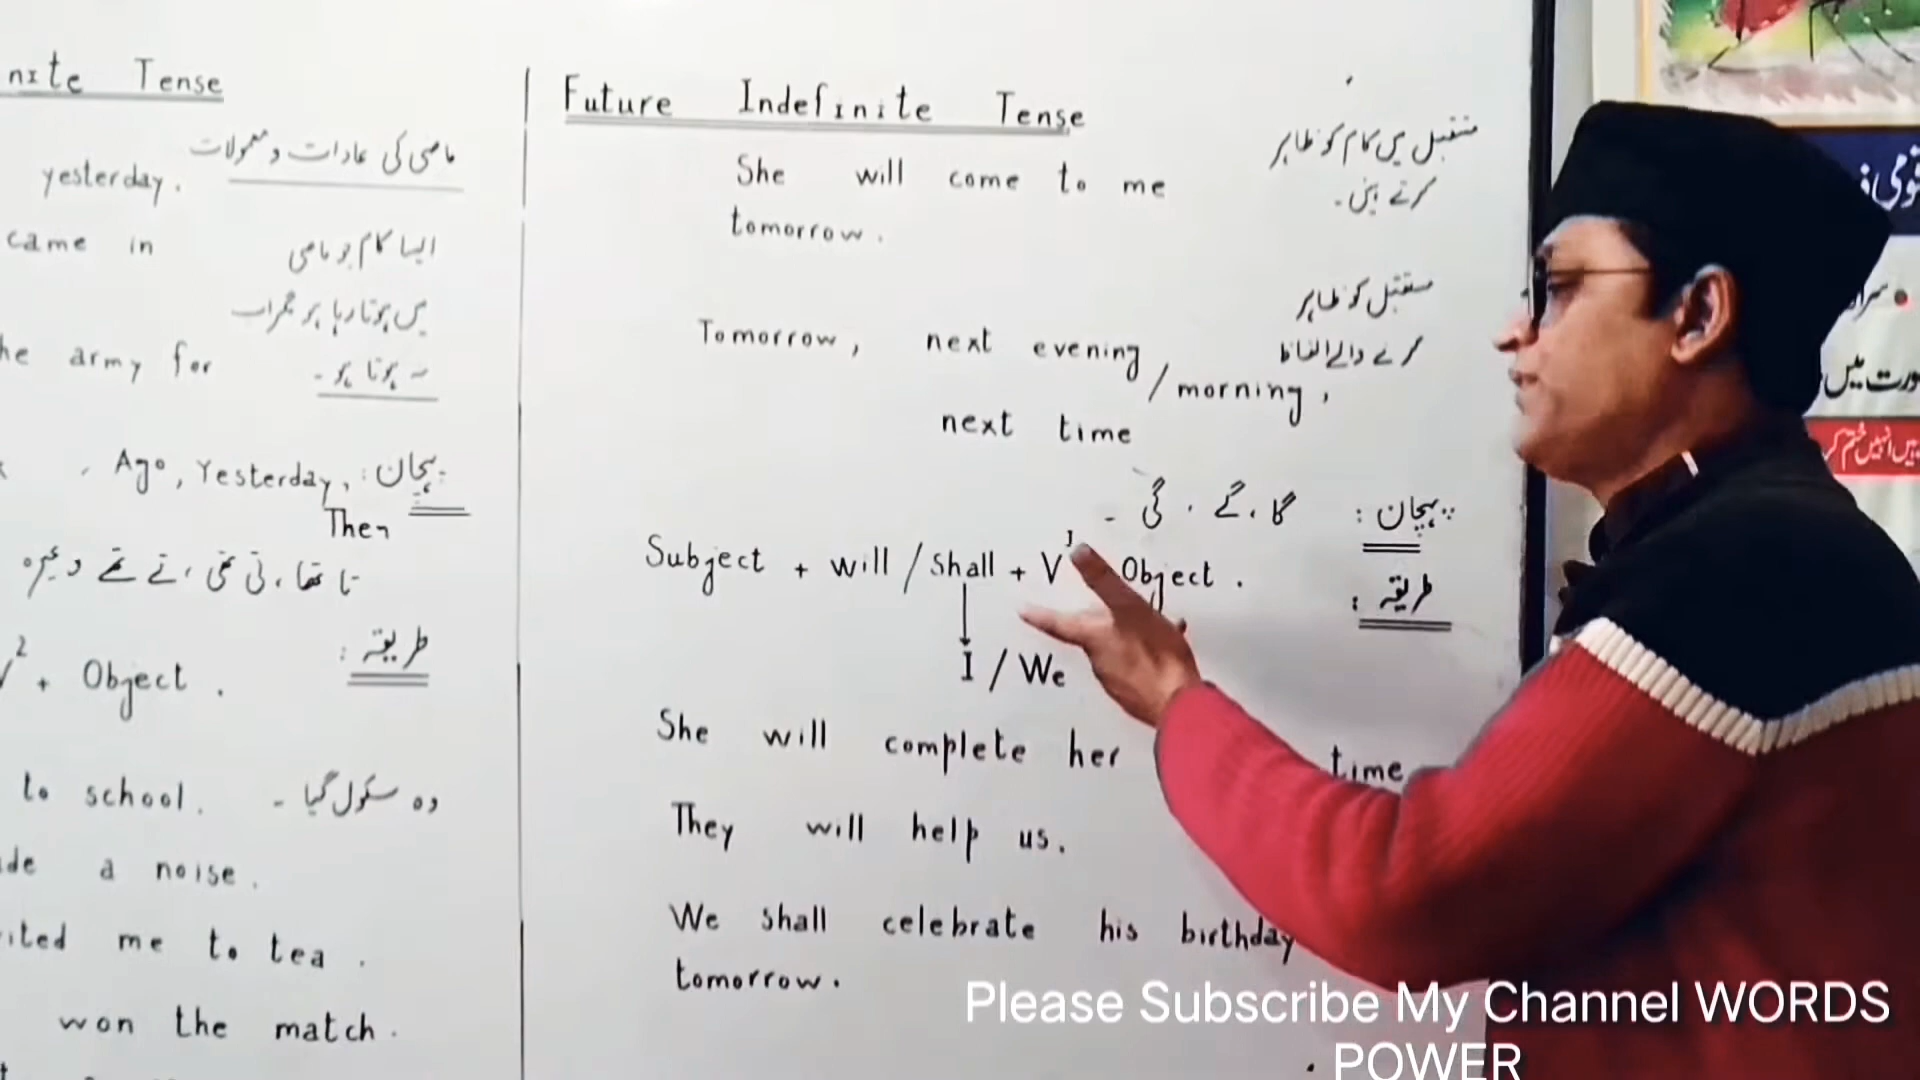 Tense
ماضی کی عادات و معمولات
yesterday.
came in
ایسا کام جو ماضی
میں ہوتا رہا ہو مگر اب
army for
نہ ہوتا ہو۔
, Ago, Yesterday, پہچان:
Then
تا تھا، تی تھی، تے تھے وغیرہ
طریقہ:
V² + Object .
to school. وہ سکول گیا -
a noise .
me to tea .
won the match .
Future Indefinite Tense
مستقبل میں کام کو ظاہر
کرتے ہیں۔
She will come to me
tomorrow .
مستقبل کو ظاہر
کرنے والے الفاظ
Tomorrow, next evening
/ morning,
next time
پہچان: گا، گے، گی -
طریقہ:
Subject + will / Shall + V Object .
I / We
She will complete her time
They will help us.
We shall celebrate his birthday
tomorrow.
قومی
میں
انہیں ختم
Please Subscribe My Channel WORDS
POWER